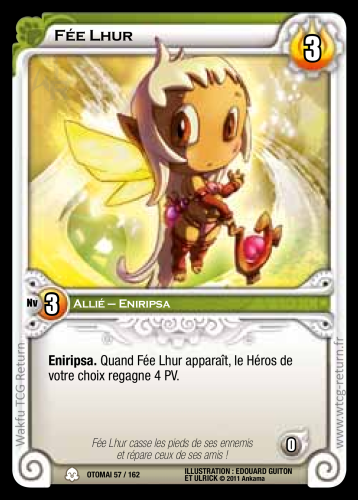 Fée Lhur
3
Nv 3 Allié – Eniripsa
Eniripsa. Quand Fée Lhur apparaît, le Héros de
votre choix regagne 4 PV.
Wakfu TCG Return
www.wtcg-return.fr
Fée Lhur casse les pieds de ses ennemis
et répare ceux de ses amis !
0
OTOMAI 57 / 162
ILLUSTRATION : EDOUARD GUITON
ET ULRICK © 2011 Ankama